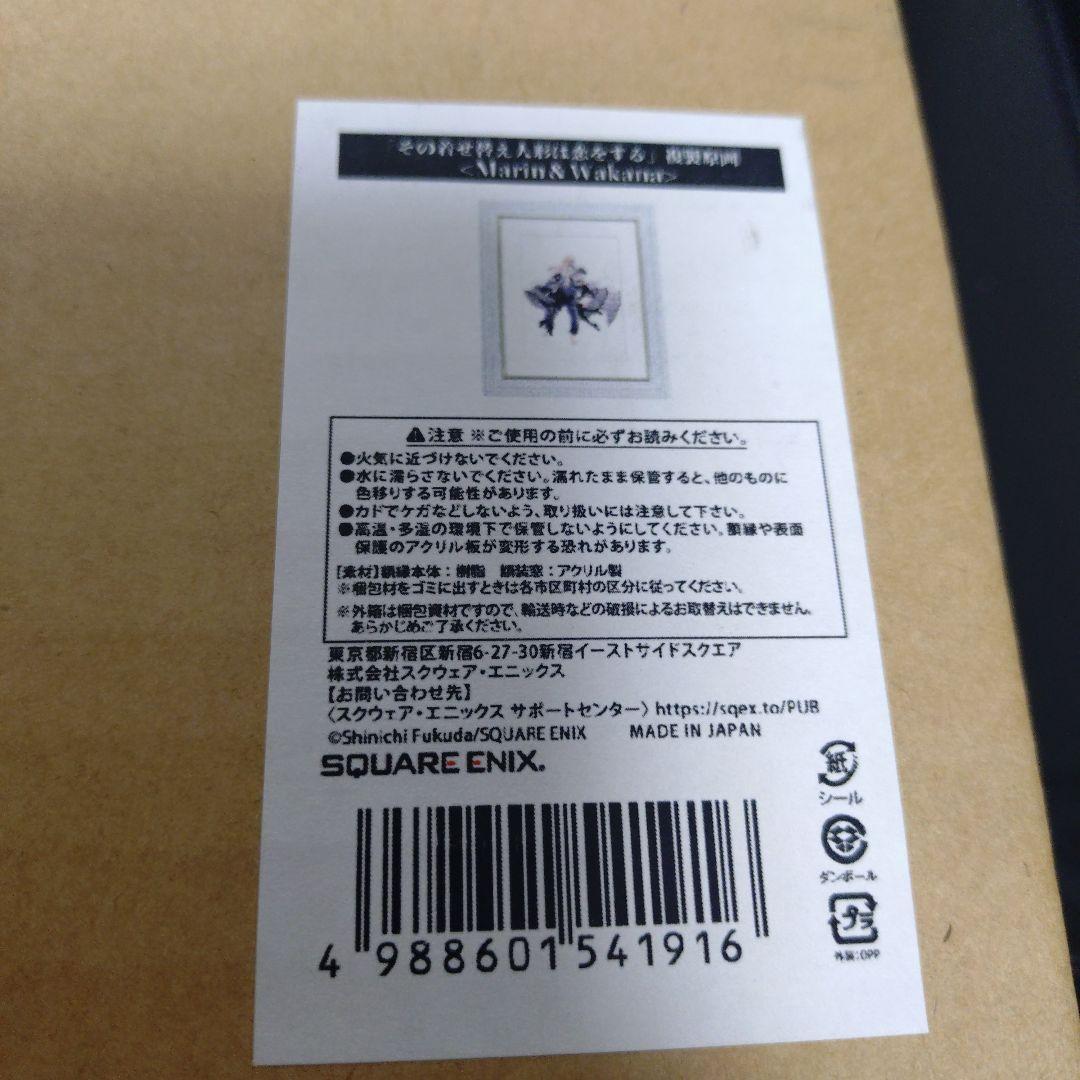 「その着せ替え人形は恋をする」複製原画
<Marin&Wakana>
⚠注意 ※ご使用の前に必ずお読みください。
●火気に近づけないでください。
●水に濡らさないでください。濡れたまま保管すると、他のものに
色移りする可能性があります。
●カドでケガなどしないよう、取り扱いには注意して下さい。
●高温・多湿の環境下で保管しないようにしてください。額縁や表面
保護のアクリル板が変形する恐れがあります。
【素材】額縁本体：樹脂 額装窓：アクリル製
※梱包材をゴミに出すときは各市区町村の区分に従ってください。
※外箱は梱包資材ですので、輸送時などの破損によるお取替えはできません。
あらかじめご了承ください。
東京都新宿区新宿6-27-30新宿イーストサイドスクエア
株式会社スクウェア・エニックス
【お問い合わせ先】
〈スクウェア・エニックス サポートセンター〉https://sqex.to/PUB
©Shinichi Fukuda/SQUARE ENIX MADE IN JAPAN
SQUARE ENIX.
紙
シール
ダンボール
プラ
外装:OPP
4 988601 541916